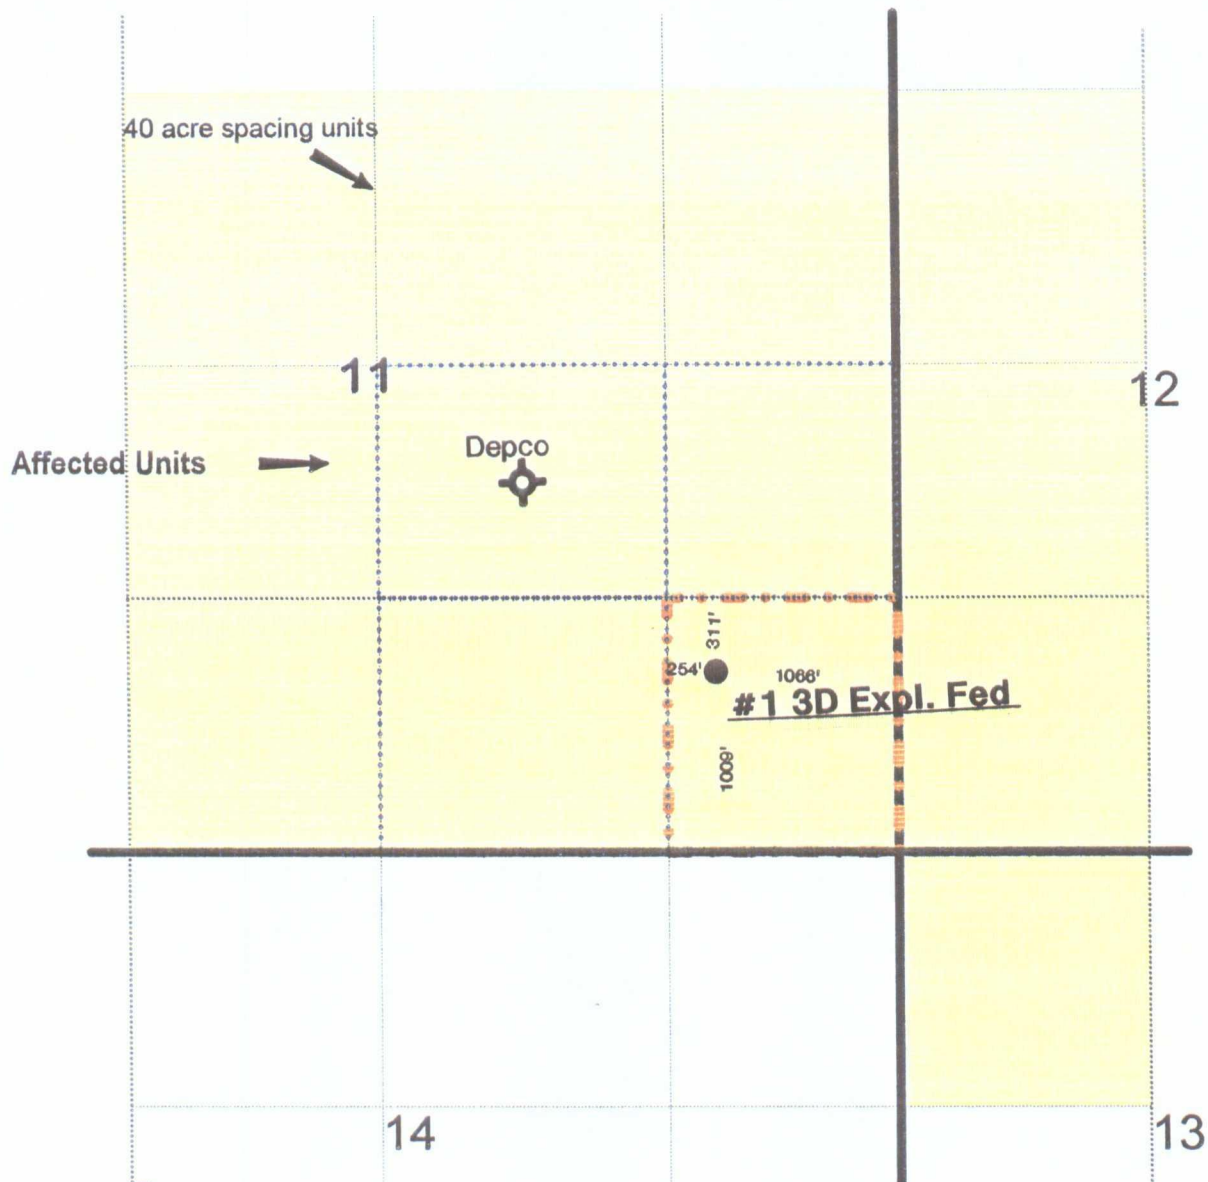 40 acre spacing units
11
12
Depco
Affected Units
311'
254'
1066'
#1 3D Expl. Fed
1009'
14
13